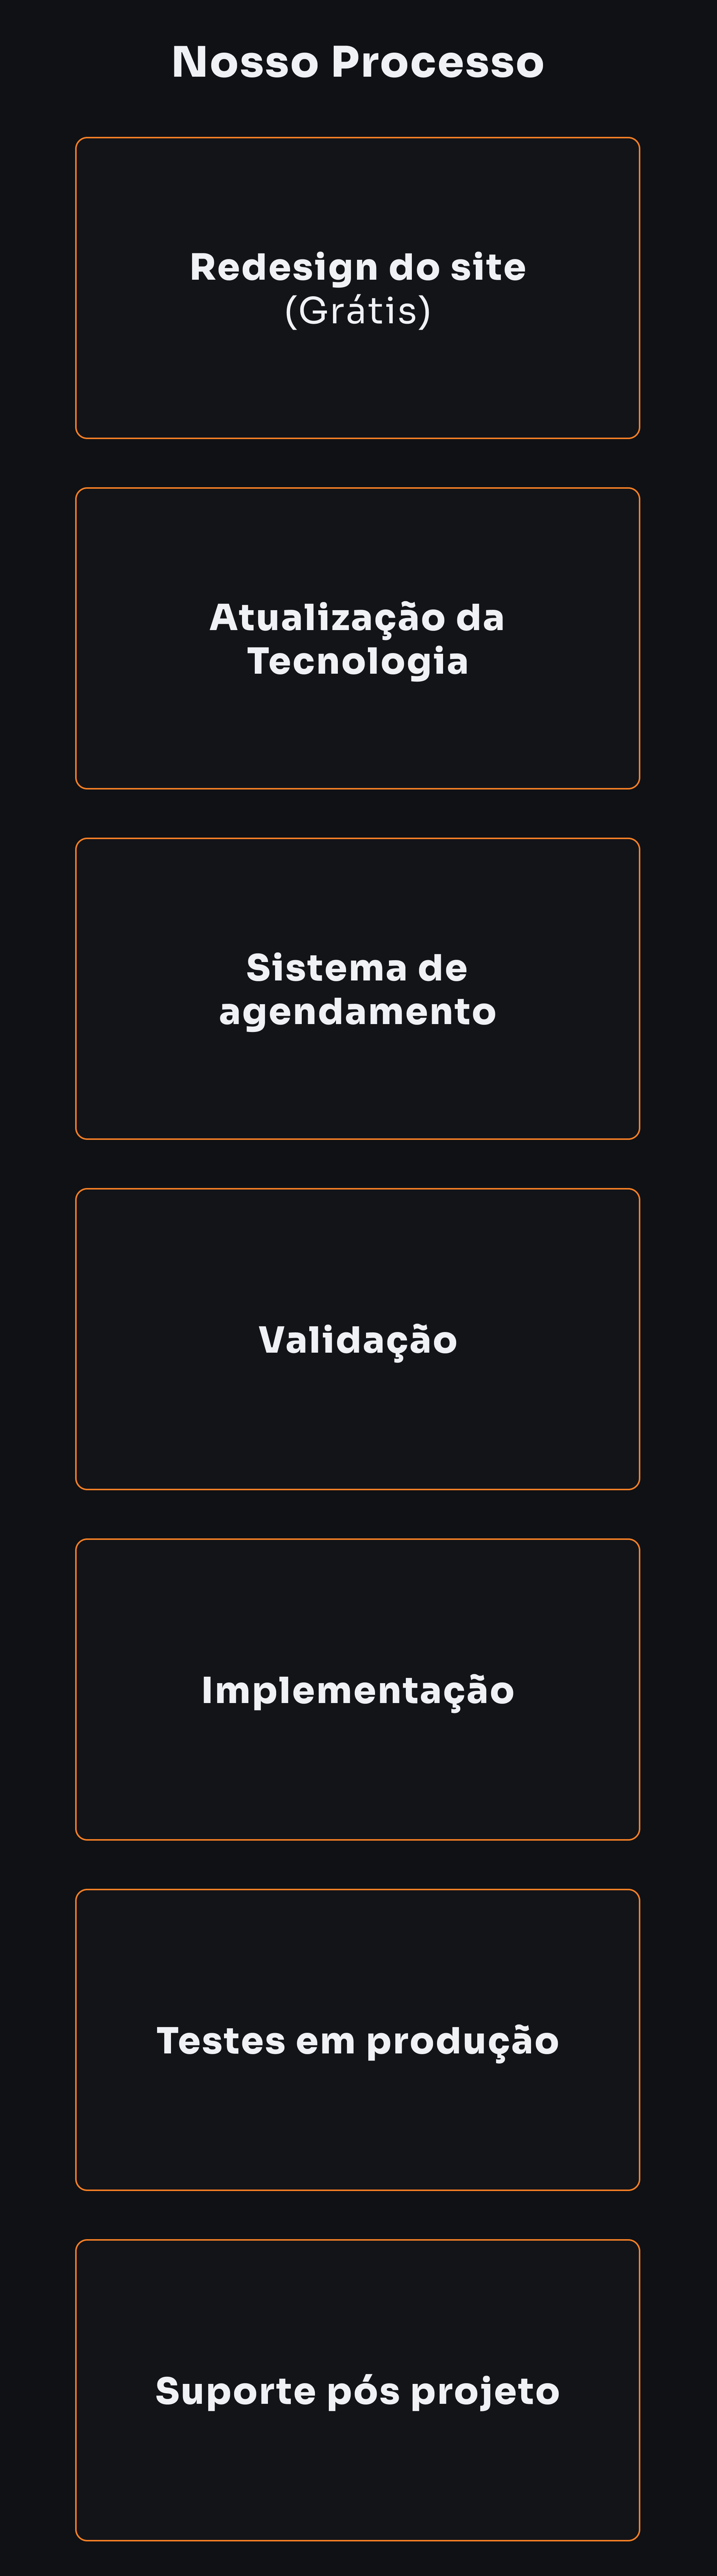 Nosso Processo
Redesign do site
(Grátis)
Atualização da
Tecnologia
Sistema de
agendamento
Validação
Implementação
Testes em produção
Suporte pós projeto